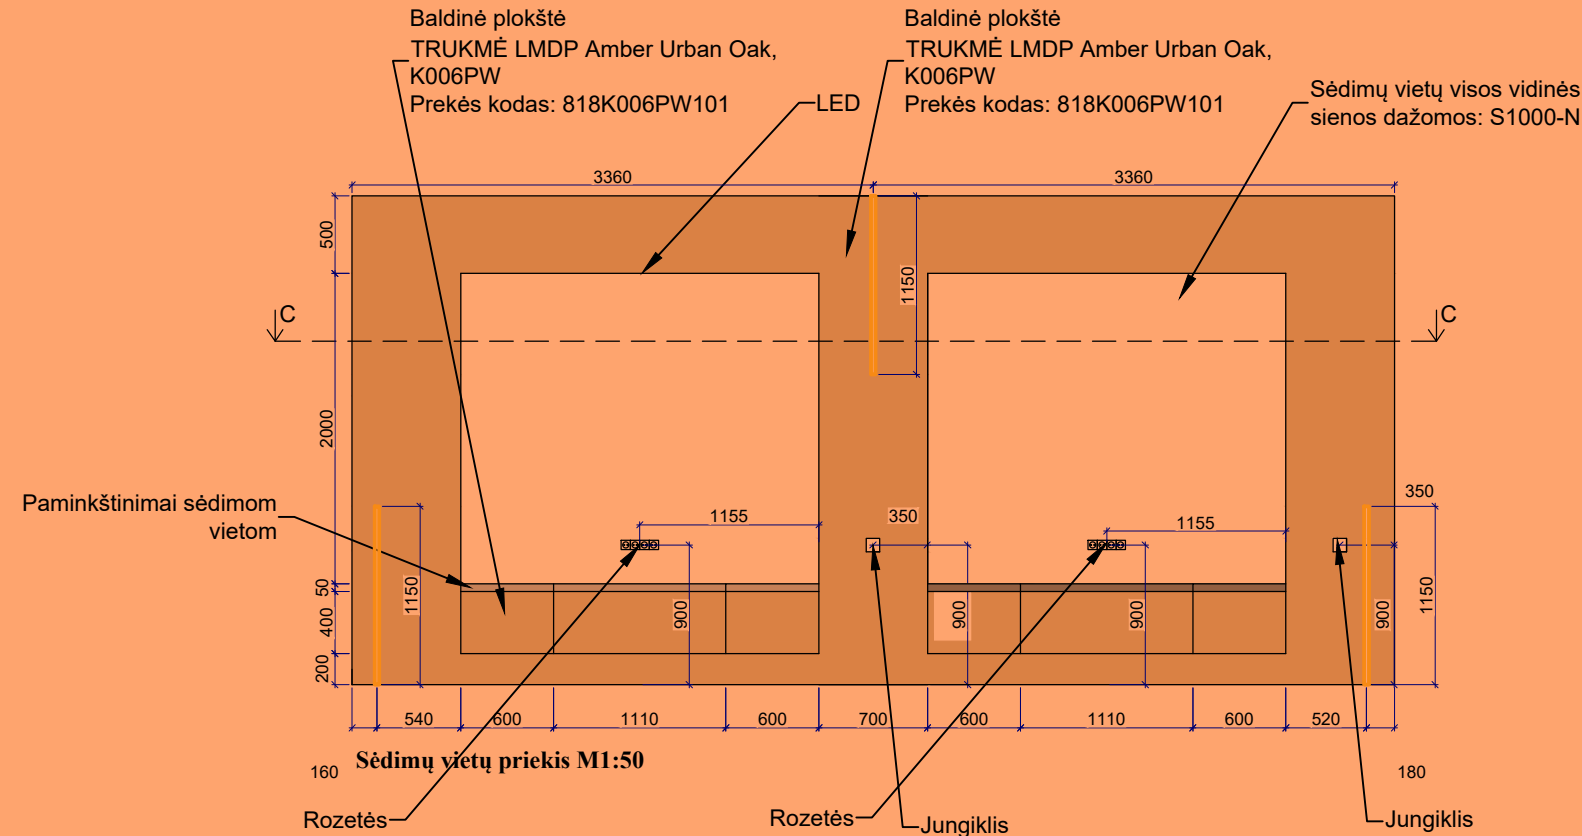 Baldinė plokštė
TRUKMĖ LMDP Amber Urban Oak,
K006PW
Prekės kodas: 818K006PW101
LED
Baldinė plokštė
TRUKMĖ LMDP Amber Urban Oak,
K006PW
Prekės kodas: 818K006PW101
Sėdimų vietų visos vidinės
sienos dažomos: S1000-N
3360
3360
500
1150
C
C
2000
Paminkštinimai sėdimom
vietom
1155
350
1155
350
50
400
200
1150
900
900
900
900
1150
540
600
1110
600
700
600
1110
600
520
160
Sėdimų vietų priekis M1:50
180
Rozetės
Rozetės
Jungiklis
Jungiklis